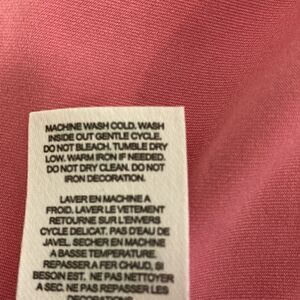 MACHINE WASH COLD. WASH
INSIDE OUT GENTLE CYCLE.
DO NOT BLEACH. TUMBLE DRY
LOW. WARM IRON IF NEEDED.
DO NOT DRY CLEAN. DO NOT
IRON DECORATION.
LAVER EN MACHINE A
FROID. LAVER LE VETEMENT
RETOURNE SUR L'ENVERS
CYCLE DELICAT. PAS D'EAU DE
JAVEL. SECHER EN MACHINE
A BASSE TEMPERATURE.
REPASSER A FER CHAUD, SI
BESOIN EST. NE PAS NETTOYER
A SEC. NE PAS REPASSER LES
DECORATIONS.